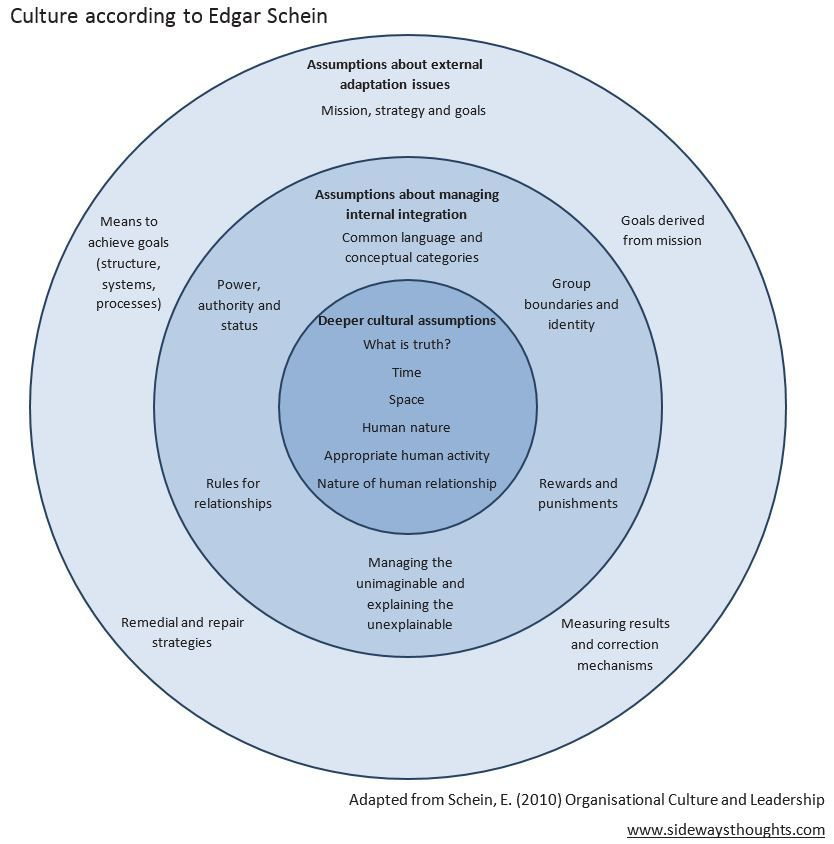 Culture according to Edgar Schein
Assumptions about external
adaptation issues
Mission, strategy and goals
Means to
achieve goals
(structure,
systems,
processes)
Goals derived
from mission
Remedial and repair
strategies
Measuring results
and correction
mechanisms
Assumptions about managing
internal integration
Common language and
conceptual categories
Power,
authority and
status
Group
boundaries and
identity
Rules for
relationships
Rewards and
punishments
Managing the
unimaginable and
explaining the
unexplainable
Deeper cultural assumptions
What is truth?
Time
Space
Human nature
Appropriate human activity
Nature of human relationship
Adapted from Schein, E. (2010) Organisational Culture and Leadership
www.sidewaysthoughts.com